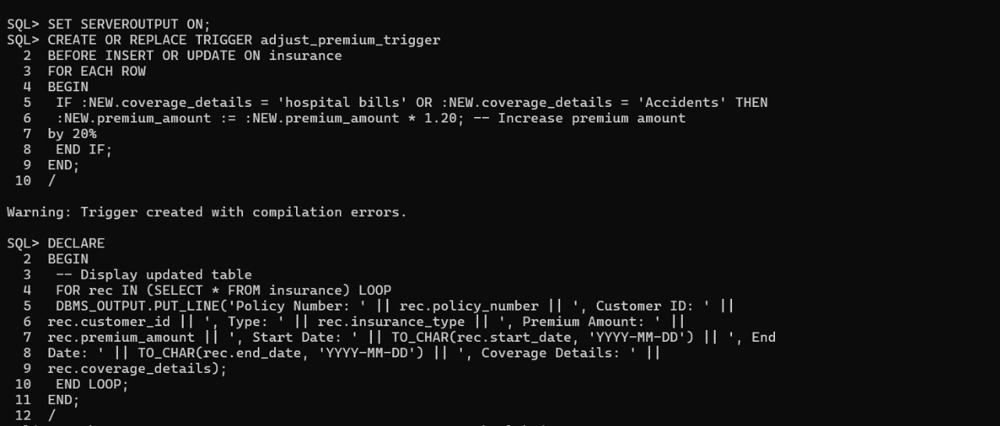 SQL> SET SERVEROUTPUT ON;
SQL> CREATE OR REPLACE TRIGGER adjust_premium_trigger
  2  BEFORE INSERT OR UPDATE ON insurance
  3  FOR EACH ROW
  4  BEGIN
  5   IF :NEW.coverage_details = 'hospital bills' OR :NEW.coverage_details = 'Accidents' THEN
  6   :NEW.premium_amount := :NEW.premium_amount * 1.20; -- Increase premium amount
  7  by 20%
  8   END IF;
  9  END;
 10  /
Warning: Trigger created with compilation errors.
SQL> DECLARE
  2  BEGIN
  3   -- Display updated table
  4   FOR rec IN (SELECT * FROM insurance) LOOP
  5   DBMS_OUTPUT.PUT_LINE('Policy Number: ' || rec.policy_number || ', Customer ID: ' ||
  6  rec.customer_id || ', Type: ' || rec.insurance_type || ', Premium Amount: ' ||
  7  rec.premium_amount || ', Start Date: ' || TO_CHAR(rec.start_date, 'YYYY-MM-DD') || ', End
  8  Date: ' || TO_CHAR(rec.end_date, 'YYYY-MM-DD') || ', Coverage Details: ' ||
  9  rec.coverage_details);
 10   END LOOP;
 11  END;
 12  /